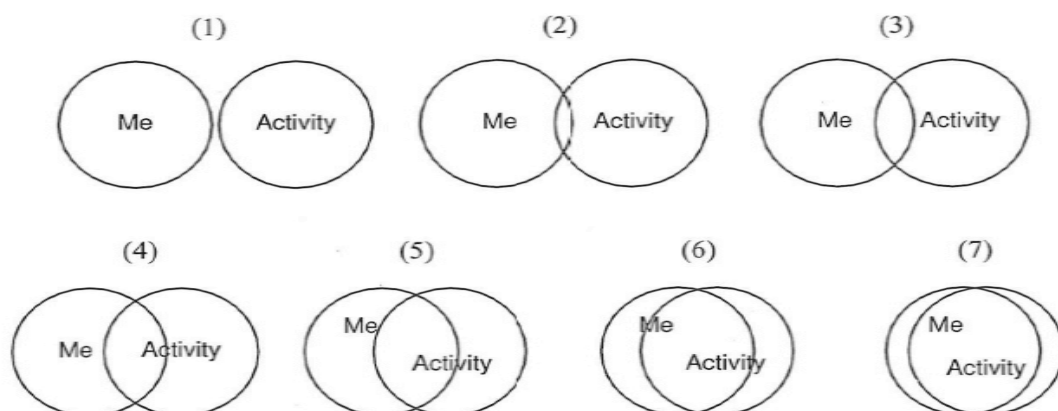 (1) (2) (3)
Me Activity Me Activity Me Activity
(4) (5) (6) (7)
Me Activity Me Activity Me Activity Me Activity